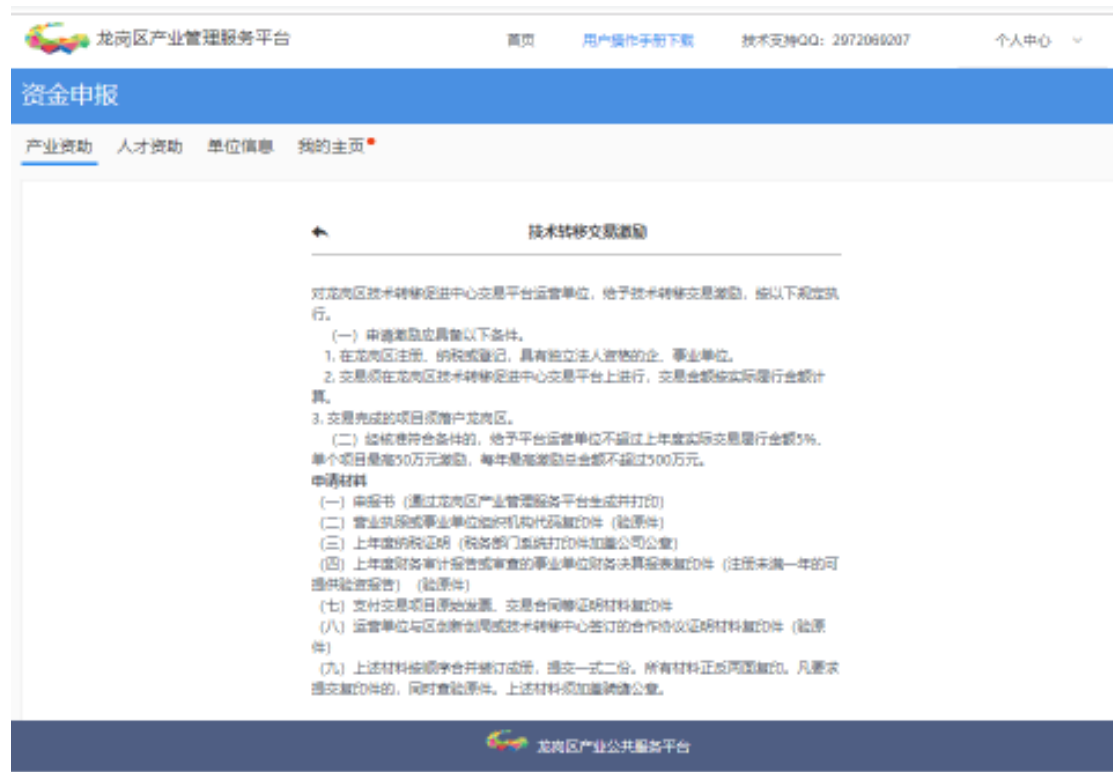 龙岗区产业管理服务平台 首页 用户操作手册下载 技术支持QQ：2972069207 个人中心
资金申报
产业资助 人才资助 单位信息 我的主页
技术转移交易激励
对龙岗区技术转移促进中心交易平台运营单位，给予技术转移交易激励，按以下规定执
行。
（一）申请激励应具备以下条件。
1. 在龙岗区注册、纳税或登记，具有独立法人资格的企、事业单位。
2. 交易须在龙岗区技术转移促进中心交易平台上进行，交易金额按实际履行金额计
算。
3. 交易完成的项目须落户龙岗区。
（二）经核准符合条件的，给予平台运营单位不超过上年度实际交易履行金额5%、
单个项目最高50万元激励，每年最高激励总金额不超过500万元。
申请材料
（一）申报书（通过龙岗区产业管理服务平台生成并打印）
（二）营业执照或事业单位组织机构代码复印件（验原件）
（三）上年度纳税证明（税务部门系统打印件加盖公司公章）
（四）上年度财务审计报告或审查的事业单位财务决算报表复印件（注册未满一年的可
提供验资报告）（验原件）
（七）支付交易项目原始发票、交易合同等证明材料复印件
（八）运营单位与区创新创局或技术转移中心签订的合作协议证明材料复印件（验原
件）
（九）上述材料按顺序合并装订成册，提交一式二份。所有材料正反两面复印。凡要求
提交复印件的，同时查验原件。上述材料须加盖骑缝公章。
龙岗区产业公共服务平台